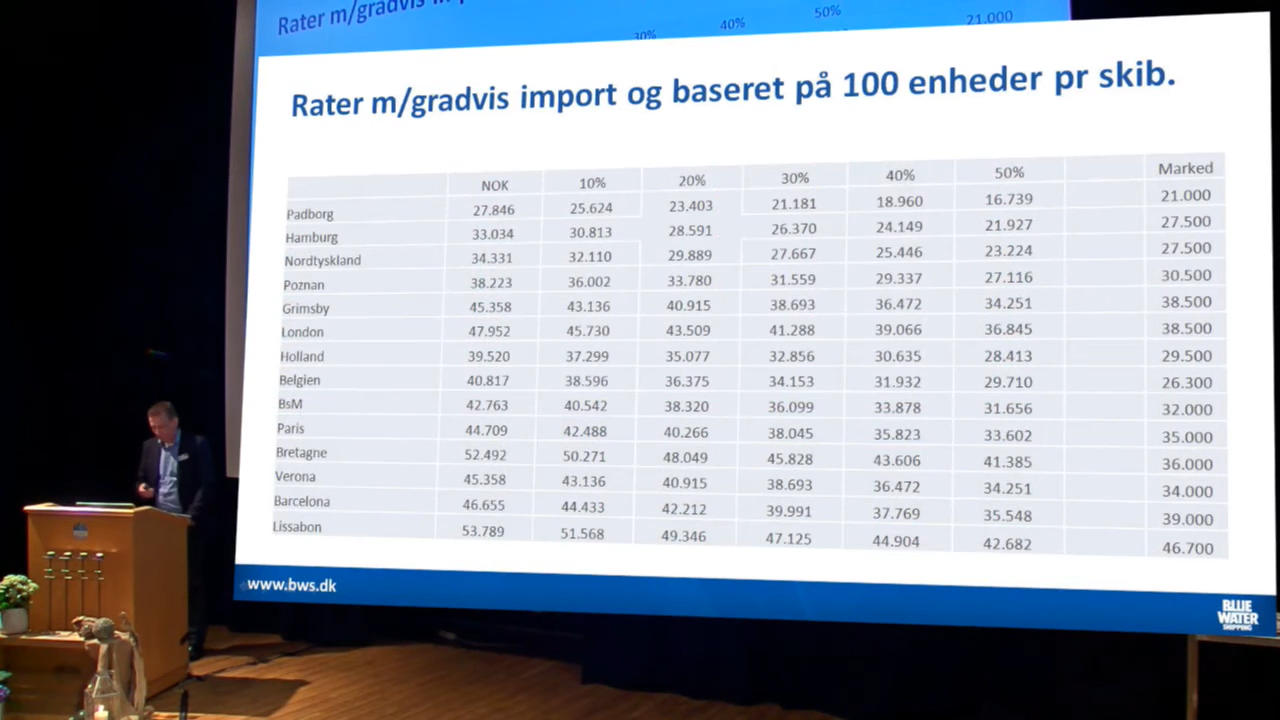 Rater m/gradvis
30% 40% 50% 21.000
Rater m/gradvis import og baseret på 100 enheder pr skib.
NOK 10% 20% 30% 40% 50% Marked
Padborg 27.846 25.624 23.403 21.181 18.960 16.739 21.000
Hamburg 33.034 30.813 28.591 26.370 24.149 21.927 27.500
Nordtyskland 34.331 32.110 29.889 27.667 25.446 23.224 27.500
Poznan 38.223 36.002 33.780 31.559 29.337 27.116 30.500
Grimsby 45.358 43.136 40.915 38.693 36.472 34.251 38.500
London 47.952 45.730 43.509 41.288 39.066 36.845 38.500
Holland 39.520 37.299 35.077 32.856 30.635 28.413 29.500
Belgien 40.817 38.596 36.375 34.153 31.932 29.710 26.300
BsM 42.763 40.542 38.320 36.099 33.878 31.656 32.000
Paris 44.709 42.488 40.266 38.045 35.823 33.602 35.000
Bretagne 52.492 50.271 48.049 45.828 43.606 41.385 36.000
Verona 45.358 43.136 40.915 38.693 36.472 34.251 34.000
Barcelona 46.655 44.433 42.212 39.991 37.769 35.548 39.000
Lissabon 53.789 51.568 49.346 47.125 44.904 42.682 46.700
www.bws.dk
BLUE
WATER
SHIPPING